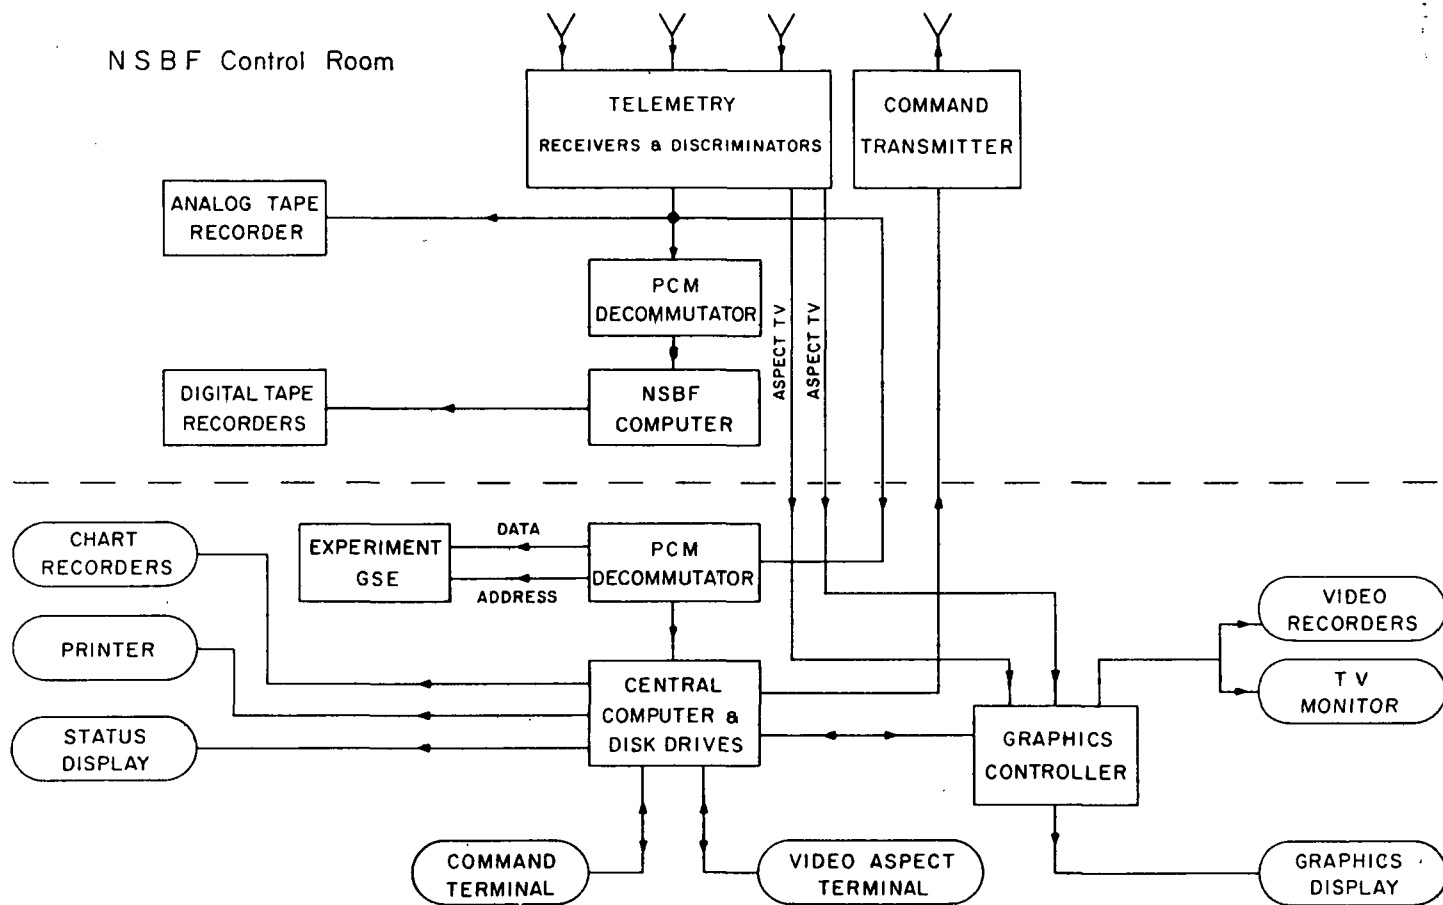 NSBF Control Room
TELEMETRY
RECEIVERS & DISCRIMINATORS
COMMAND
TRANSMITTER
ANALOG TAPE
RECORDER
PCM
DECOMMUTATOR
ASPECT TV
ASPECT TV
DIGITAL TAPE
RECORDERS
NSBF
COMPUTER
CHART
RECORDERS
EXPERIMENT
GSE
DATA
ADDRESS
PCM
DECOMMUTATOR
VIDEO
RECORDERS
PRINTER
CENTRAL
COMPUTER &
DISK DRIVES
TV
MONITOR
STATUS
DISPLAY
GRAPHICS
CONTROLLER
COMMAND
TERMINAL
VIDEO ASPECT
TERMINAL
GRAPHICS
DISPLAY